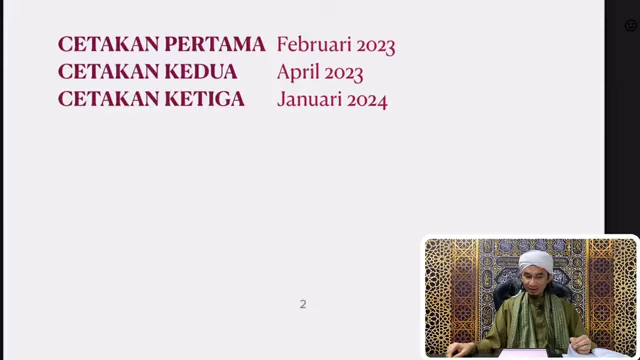 CETAKAN PERTAMA Februari 2023
CETAKAN KEDUA April 2023
CETAKAN KETIGA Januari 2024
2